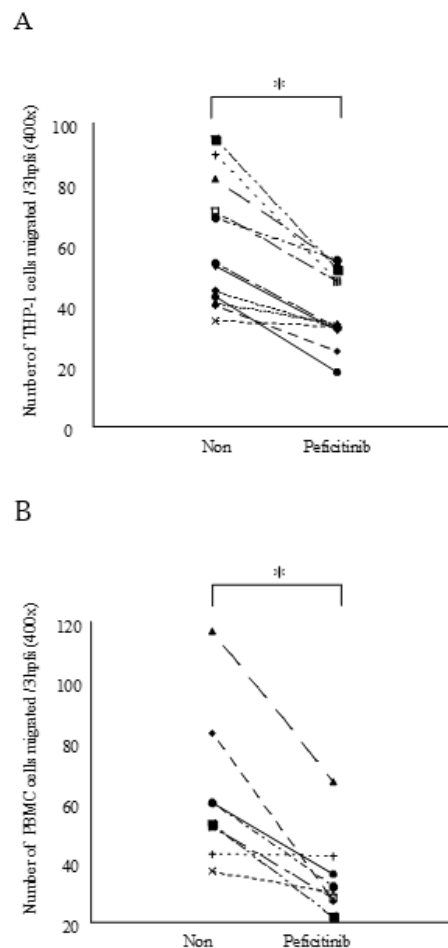 A
*
Number of THP-1 cells migrated /3hpfs (400x)
100
80
60
40
20
0
Non Peficitinib
B
*
Number of PBMC cells migrated /3hpfs (400x)
120
100
80
60
40
20
Non Peficitinib